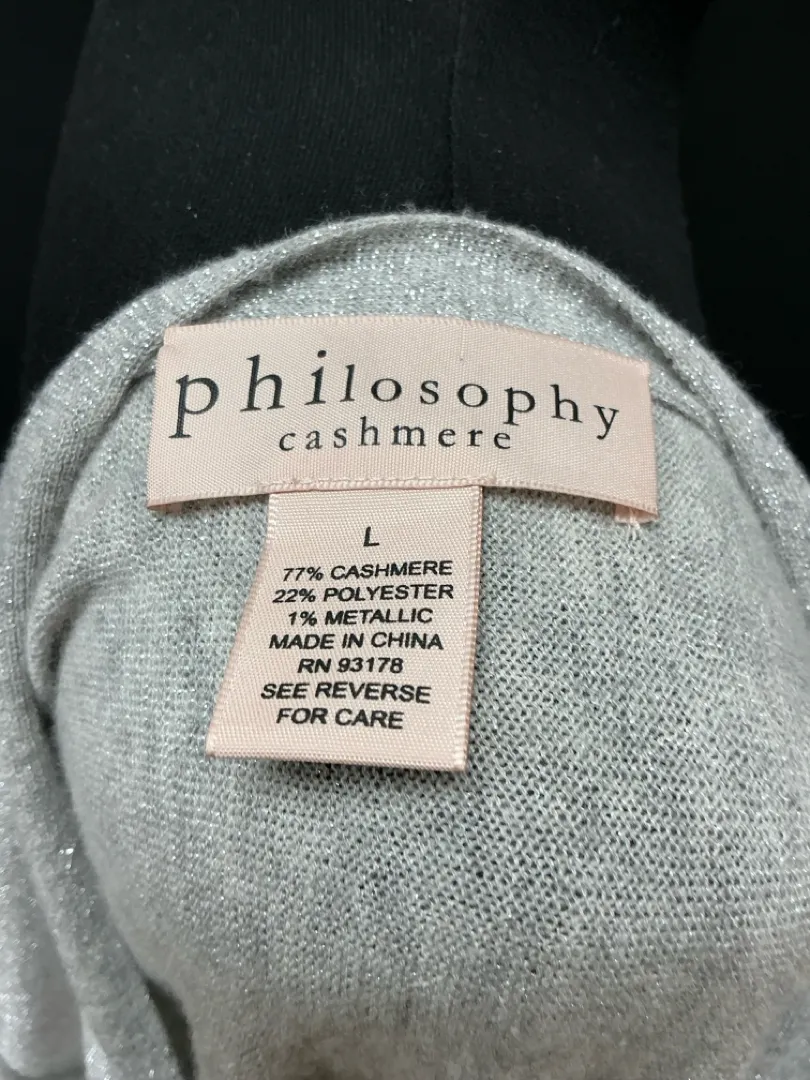 philosophy
cashmere
L
77% CASHMERE
22% POLYESTER
1% METALLIC
MADE IN CHINA
RN 93178
SEE REVERSE
FOR CARE